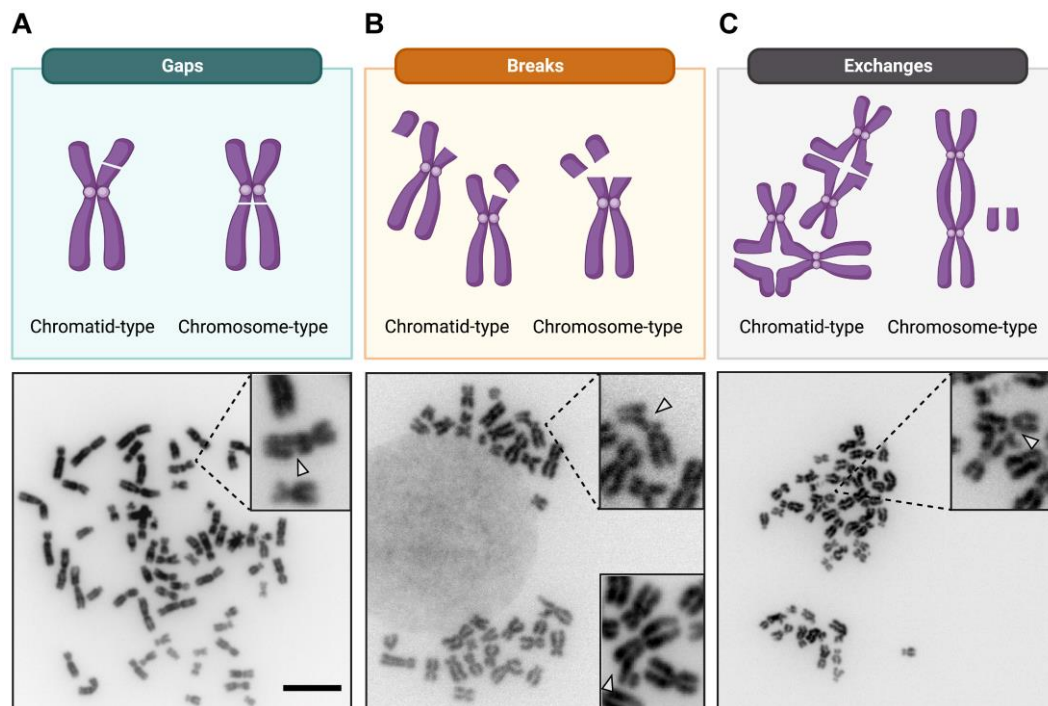 A
B
C
Gaps
Breaks
Exchanges
Chromatid-type
Chromosome-type
Chromatid-type
Chromosome-type
Chromatid-type
Chromosome-type